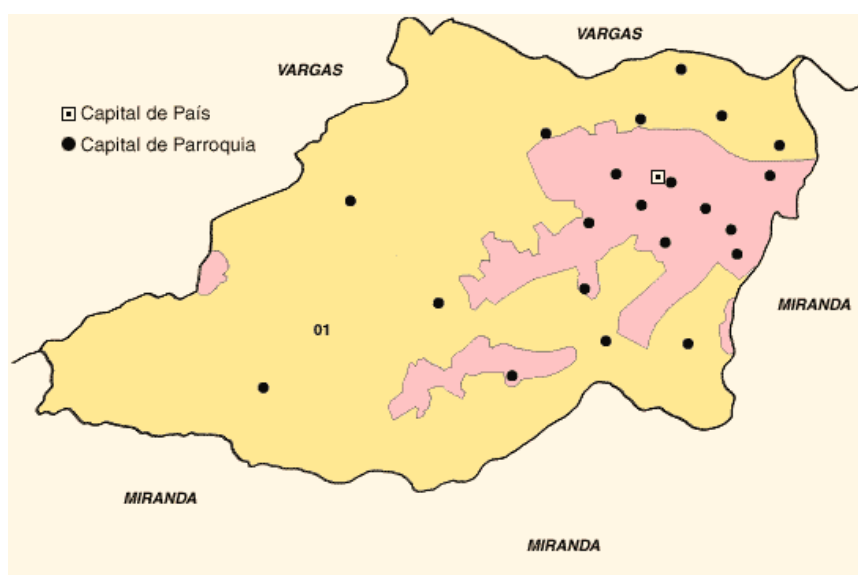 VARGAS
VARGAS
Capital de País
Capital de Parroquia
MIRANDA
01
MIRANDA
MIRANDA